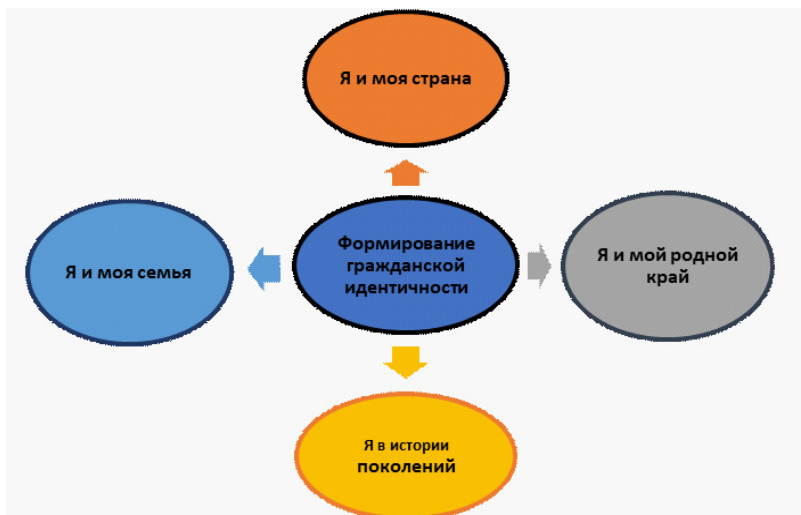 Я и моя страна
Я и моя семья
Формирование
гражданской
идентичности
Я и мой родной
край
Я в истории
поколений